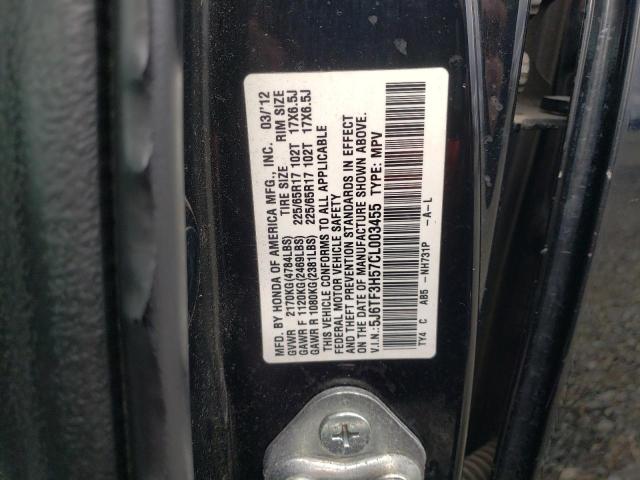 MFD. BY HONDA OF AMERICA MFG., INC. 03/'12
GVWR 2170KG(4784LBS) TIRE SIZE RIM SIZE
GAWR F 1120KG(2469LBS) 225/65R17 102T 17X6.5J
GAWR R 1080KG(2381LBS) 225/65R17 102T 17X6.5J
THIS VEHICLE CONFORMS TO ALL APPLICABLE
FEDERAL MOTOR VEHICLE SAFETY
AND THEFT PREVENTION STANDARDS IN EFFECT
ON THE DATE OF MANUFACTURE SHOWN ABOVE.
V.I.N.:5J6TF3H57CL003455 TYPE: MPV
TY4 C AB5 -NH731P -A-L